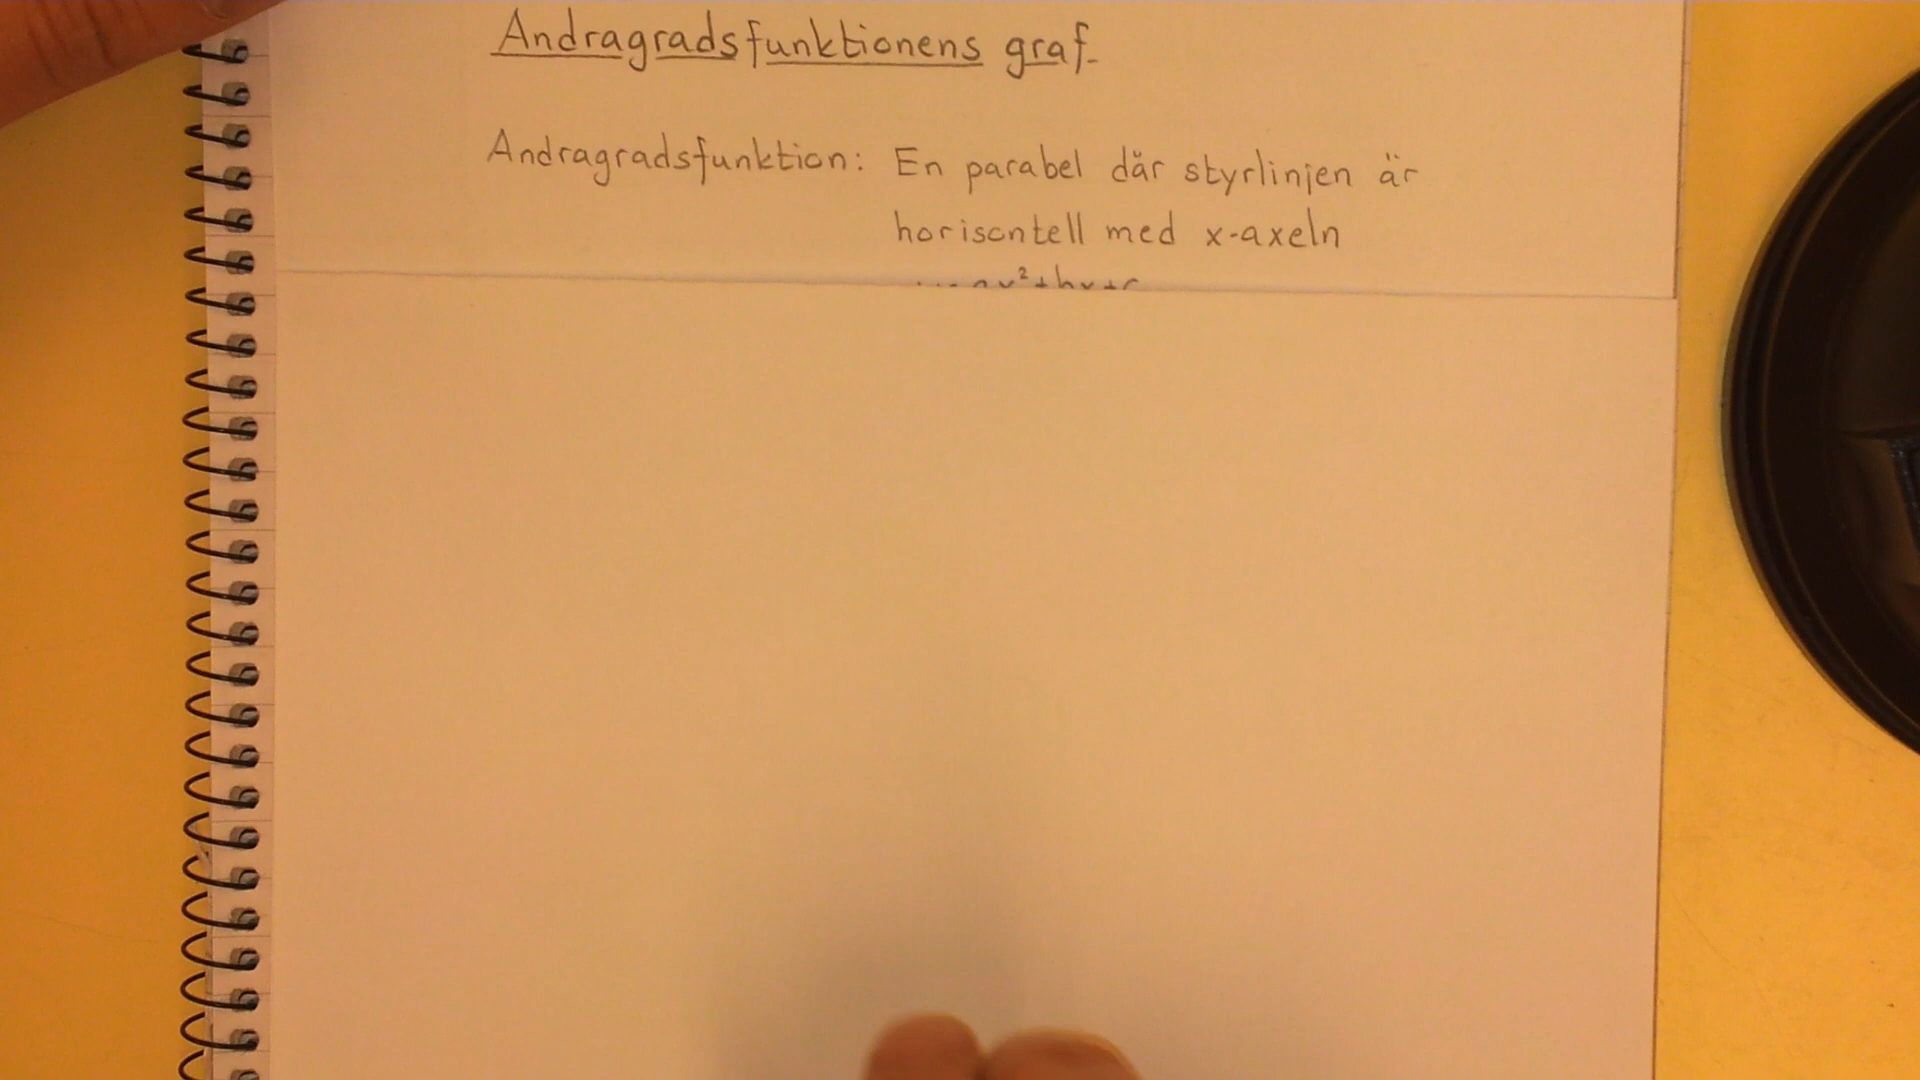 Andragradsfunktionens graf.
Andragradsfunktion: En parabel där styrlinjen är
horisontell med x-axeln